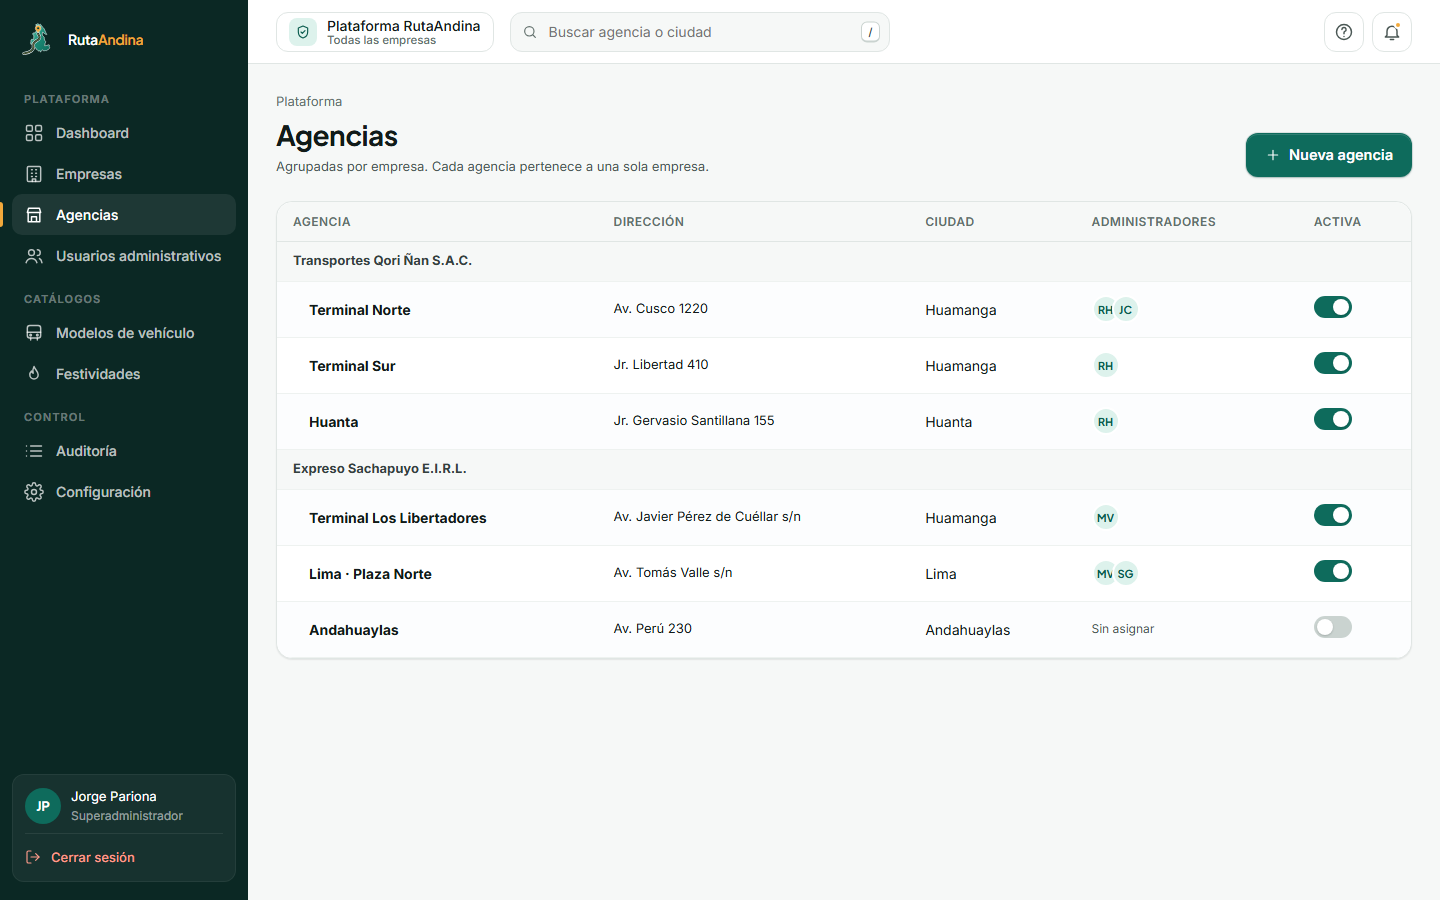 RutaAndina
PLATAFORMA
Dashboard
Empresas
Agencias
Usuarios administrativos
CATÁLOGOS
Modelos de vehículo
Festividades
CONTROL
Auditoría
Configuración
JP
Jorge Pariona
Superadministrador
Cerrar sesión
Plataforma RutaAndina
Todas las empresas
Buscar agencia o ciudad /
Plataforma
Agencias
Agrupadas por empresa. Cada agencia pertenece a una sola empresa.
+ Nueva agencia
AGENCIA DIRECCIÓN CIUDAD ADMINISTRADORES ACTIVA
Transportes Qori Ñan S.A.C.
Terminal Norte Av. Cusco 1220 Huamanga RH JC
Terminal Sur Jr. Libertad 410 Huamanga RH
Huanta Jr. Gervasio Santillana 155 Huanta RH
Expreso Sachapuyo E.I.R.L.
Terminal Los Libertadores Av. Javier Pérez de Cuéllar s/n Huamanga MV
Lima · Plaza Norte Av. Tomás Valle s/n Lima MV SG
Andahuaylas Av. Perú 230 Andahuaylas Sin asignar